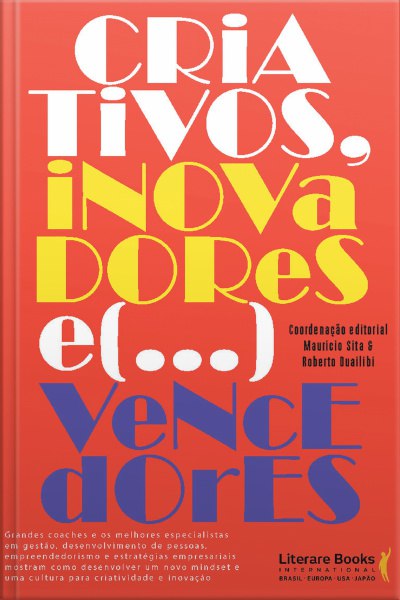 CRiA
TiVOS,
iNOVa
DOReS
e(...)
VeNcE
dOrES
Coordenação editorial
Mauricio Sita &
Roberto Duailibi
Grandes coaches e os melhores especialistas
em gestão, desenvolvimento de pessoas,
empreendedorismo e estratégias empresariais
mostram como desenvolver um novo mindset e
uma cultura para criatividade e inovação
Literare Books
INTERNATIONAL
BRASIL · EUROPA · USA · JAPÃO